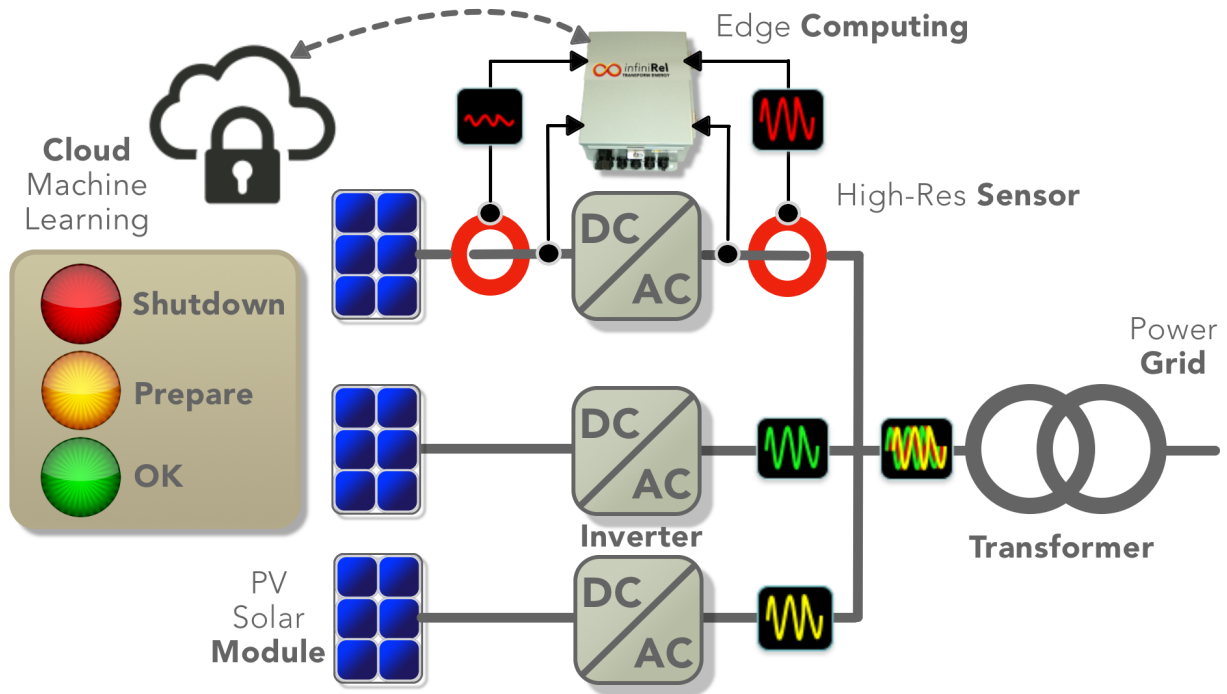 Edge Computing
infiniRel
TRANSFORM ENERGY
Cloud
Machine
Learning
High-Res Sensor
DC
AC
Shutdown
Prepare
OK
Power
Grid
DC
AC
Inverter
Transformer
PV
Solar
Module
DC
AC